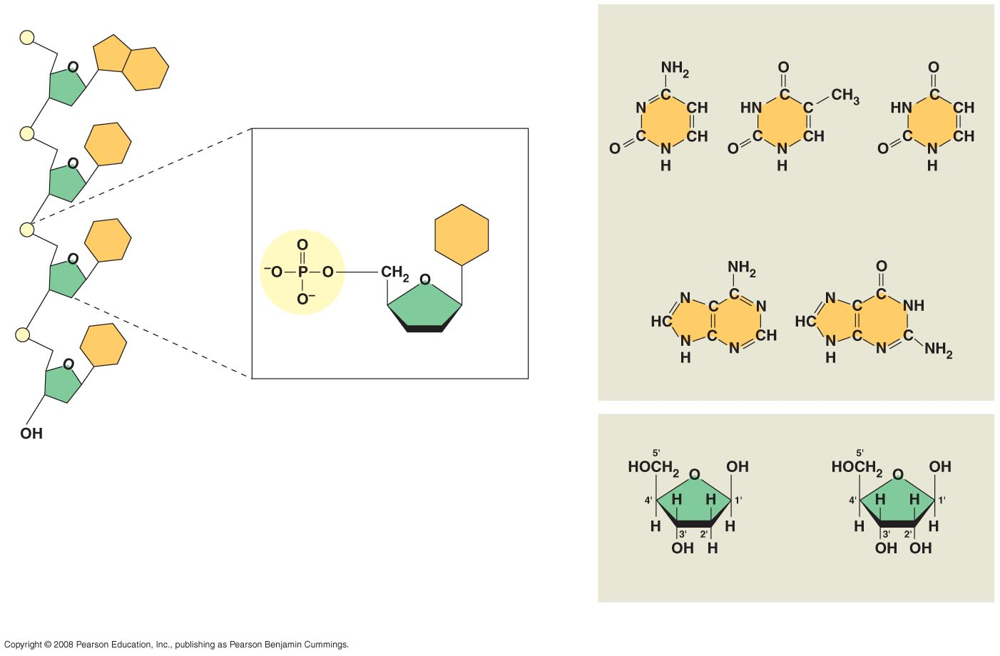 O
O
O
O
OH
O
⁻O–P–O
O⁻
CH₂
O
NH₂
N
C
CH
C
CH
O
N
H
O
C
CH₃
HN
C
C
CH
O
N
H
O
C
HN
CH
C
CH
O
N
H
NH₂
C
N
C
N
HC
C
CH
N
N
H
O
C
N
C
NH
HC
C
C
N
N
NH₂
H
5'
HOCH₂
O
OH
4'
H
H
1'
H
3'
2'
H
OH
H
5'
HOCH₂
O
OH
4'
H
H
1'
H
3'
2'
H
OH
OH
Copyright © 2008 Pearson Education, Inc., publishing as Pearson Benjamin Cummings.